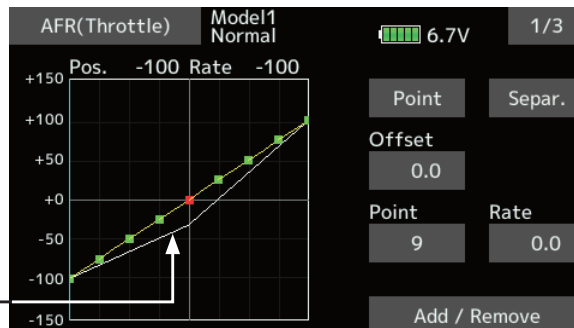 AFR(Throttle)
Model1
Normal
6.7V
1/3
Pos. -100 Rate -100
+150
+100
+50
+0
-50
-100
-150
Point
Separ.
Offset
0.0
Point
Rate
9
0.0
Add / Remove